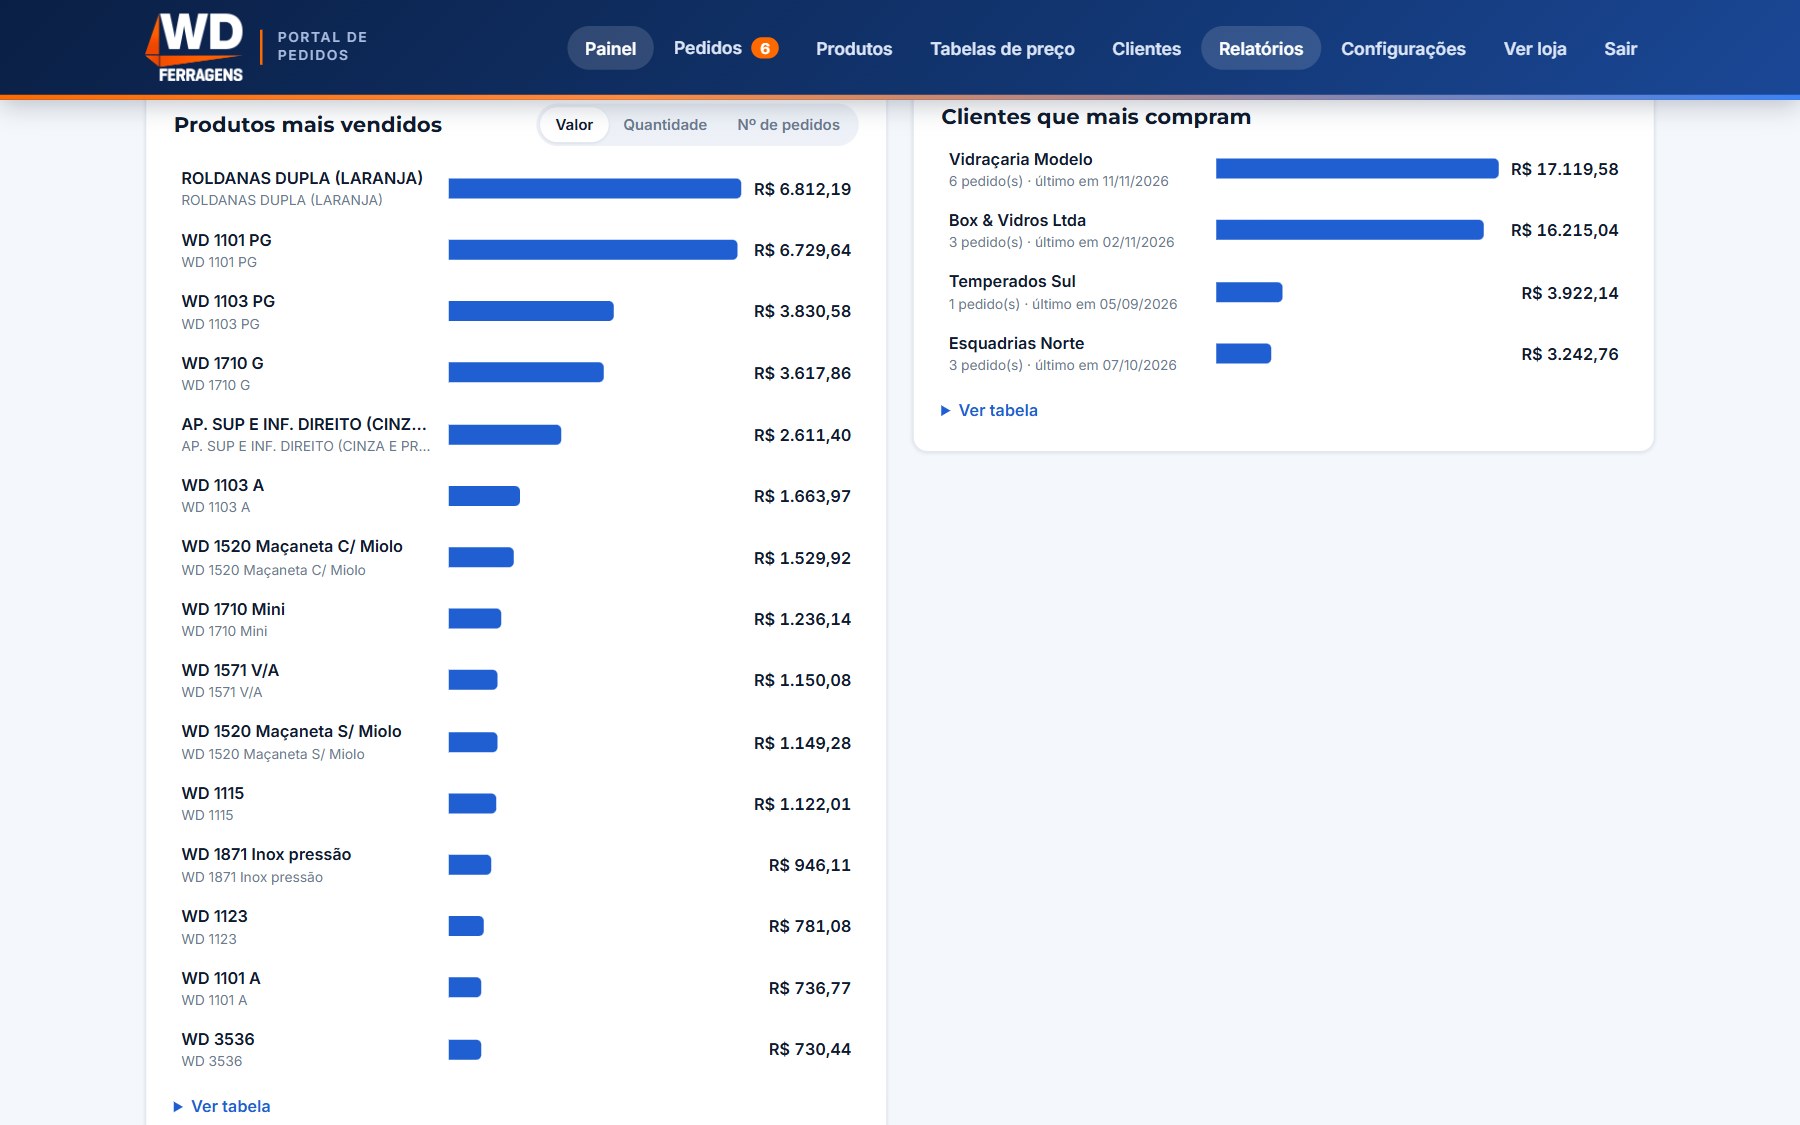 WD
FERRAGENS
PORTAL DE
PEDIDOS
Painel
Pedidos 6
Produtos
Tabelas de preço
Clientes
Relatórios
Configurações
Ver loja
Sair
Produtos mais vendidos
Valor
Quantidade
Nº de pedidos
ROLDANAS DUPLA (LARANJA)
ROLDANAS DUPLA (LARANJA)
R$ 6.812,19
WD 1101 PG
WD 1101 PG
R$ 6.729,64
WD 1103 PG
WD 1103 PG
R$ 3.830,58
WD 1710 G
WD 1710 G
R$ 3.617,86
AP. SUP E INF. DIREITO (CINZ...
AP. SUP E INF. DIREITO (CINZA E PR...
R$ 2.611,40
WD 1103 A
WD 1103 A
R$ 1.663,97
WD 1520 Maçaneta C/ Miolo
WD 1520 Maçaneta C/ Miolo
R$ 1.529,92
WD 1710 Mini
WD 1710 Mini
R$ 1.236,14
WD 1571 V/A
WD 1571 V/A
R$ 1.150,08
WD 1520 Maçaneta S/ Miolo
WD 1520 Maçaneta S/ Miolo
R$ 1.149,28
WD 1115
WD 1115
R$ 1.122,01
WD 1871 Inox pressão
WD 1871 Inox pressão
R$ 946,11
WD 1123
WD 1123
R$ 781,08
WD 1101 A
WD 1101 A
R$ 736,77
WD 3536
WD 3536
R$ 730,44
Ver tabela
Clientes que mais compram
Vidraçaria Modelo
6 pedido(s) · último em 11/11/2026
R$ 17.119,58
Box & Vidros Ltda
3 pedido(s) · último em 02/11/2026
R$ 16.215,04
Temperados Sul
1 pedido(s) · último em 05/09/2026
R$ 3.922,14
Esquadrias Norte
3 pedido(s) · último em 07/10/2026
R$ 3.242,76
Ver tabela